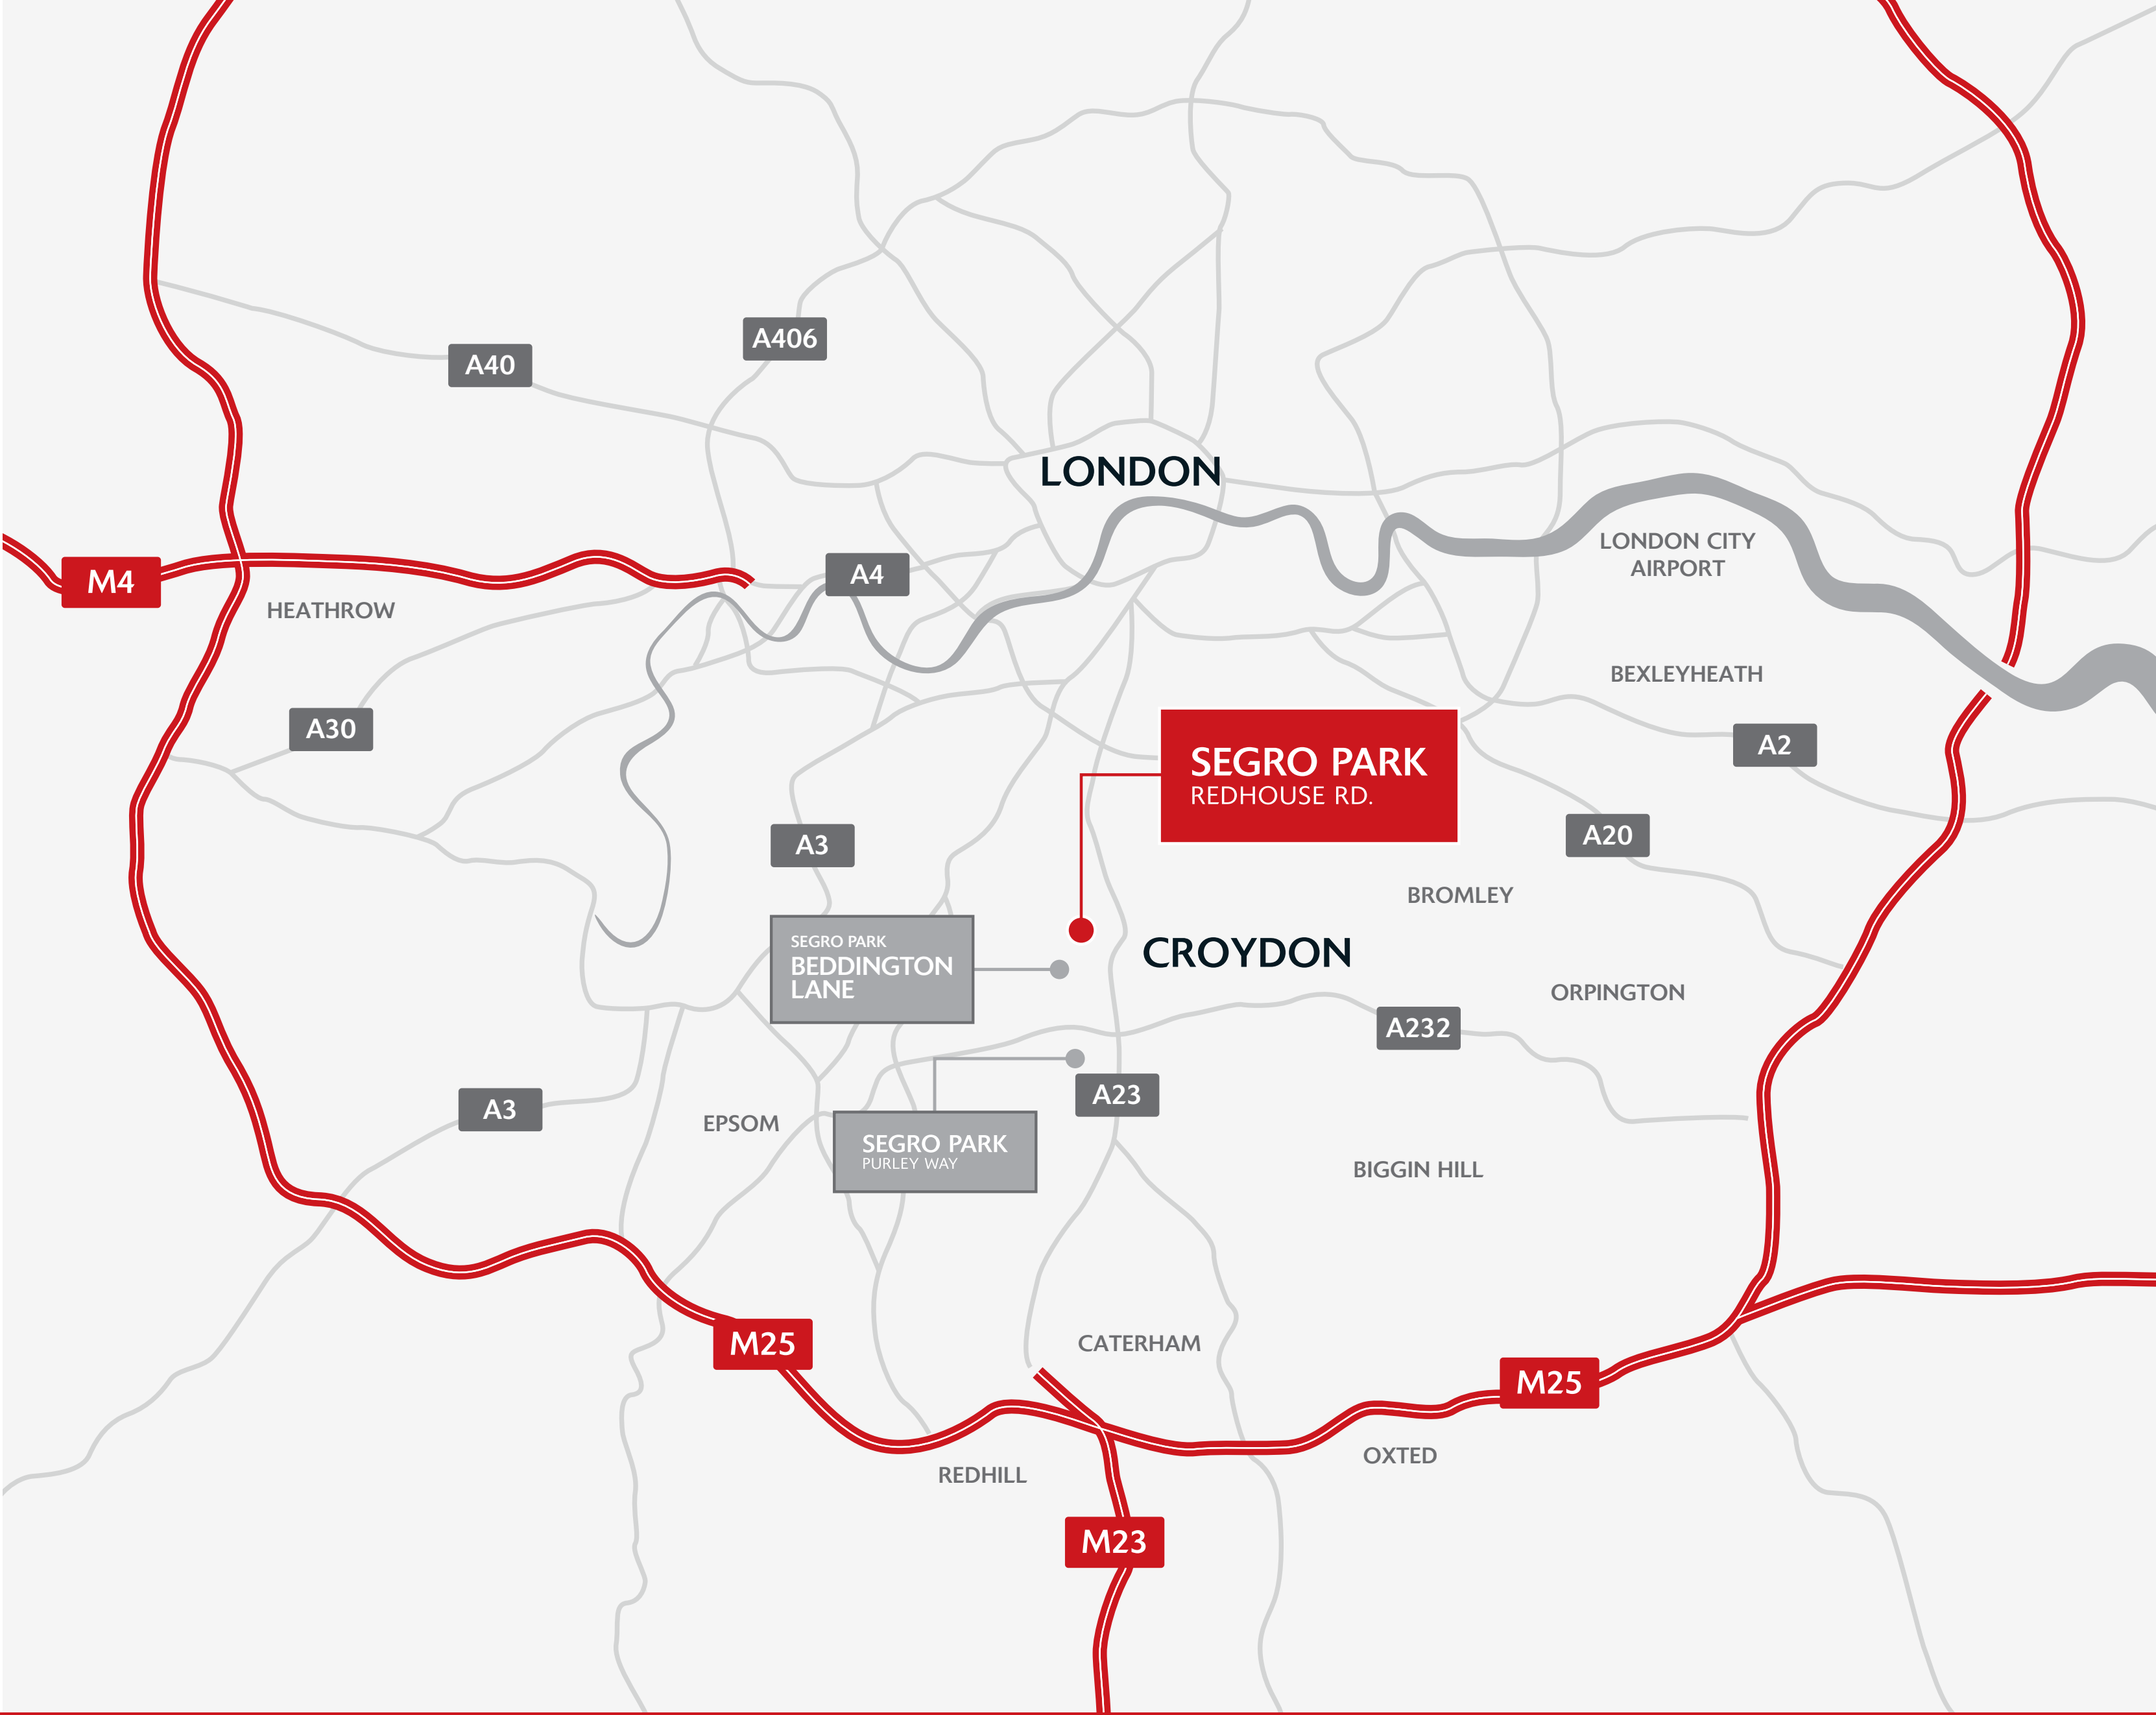 A406
A40
LONDON
LONDON CITY
AIRPORT
M4
A4
HEATHROW
BEXLEYHEATH
A30
A2
SEGRO PARK
REDHOUSE RD.
A3
A20
BROMLEY
SEGRO PARK
BEDDINGTON
LANE
CROYDON
ORPINGTON
A232
A23
A3
EPSOM
SEGRO PARK
PURLEY WAY
BIGGIN HILL
M25
CATERHAM
M25
OXTED
REDHILL
M23